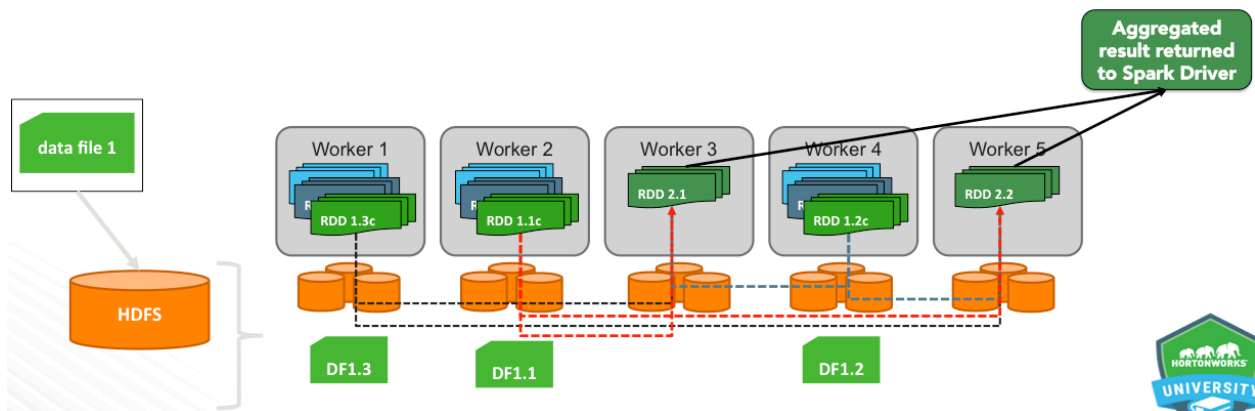 Aggregated
result returned
to Spark Driver
data file 1
Worker 1
Worker 2
Worker 3
Worker 4
Worker 5
R
RDD 1.3c
R
RDD 1.1c
RDD 2.1
R
RDD 1.2c
RDD 2.2
HDFS
DF1.3
DF1.1
DF1.2
HORTONWORKS
UNIVERSITY